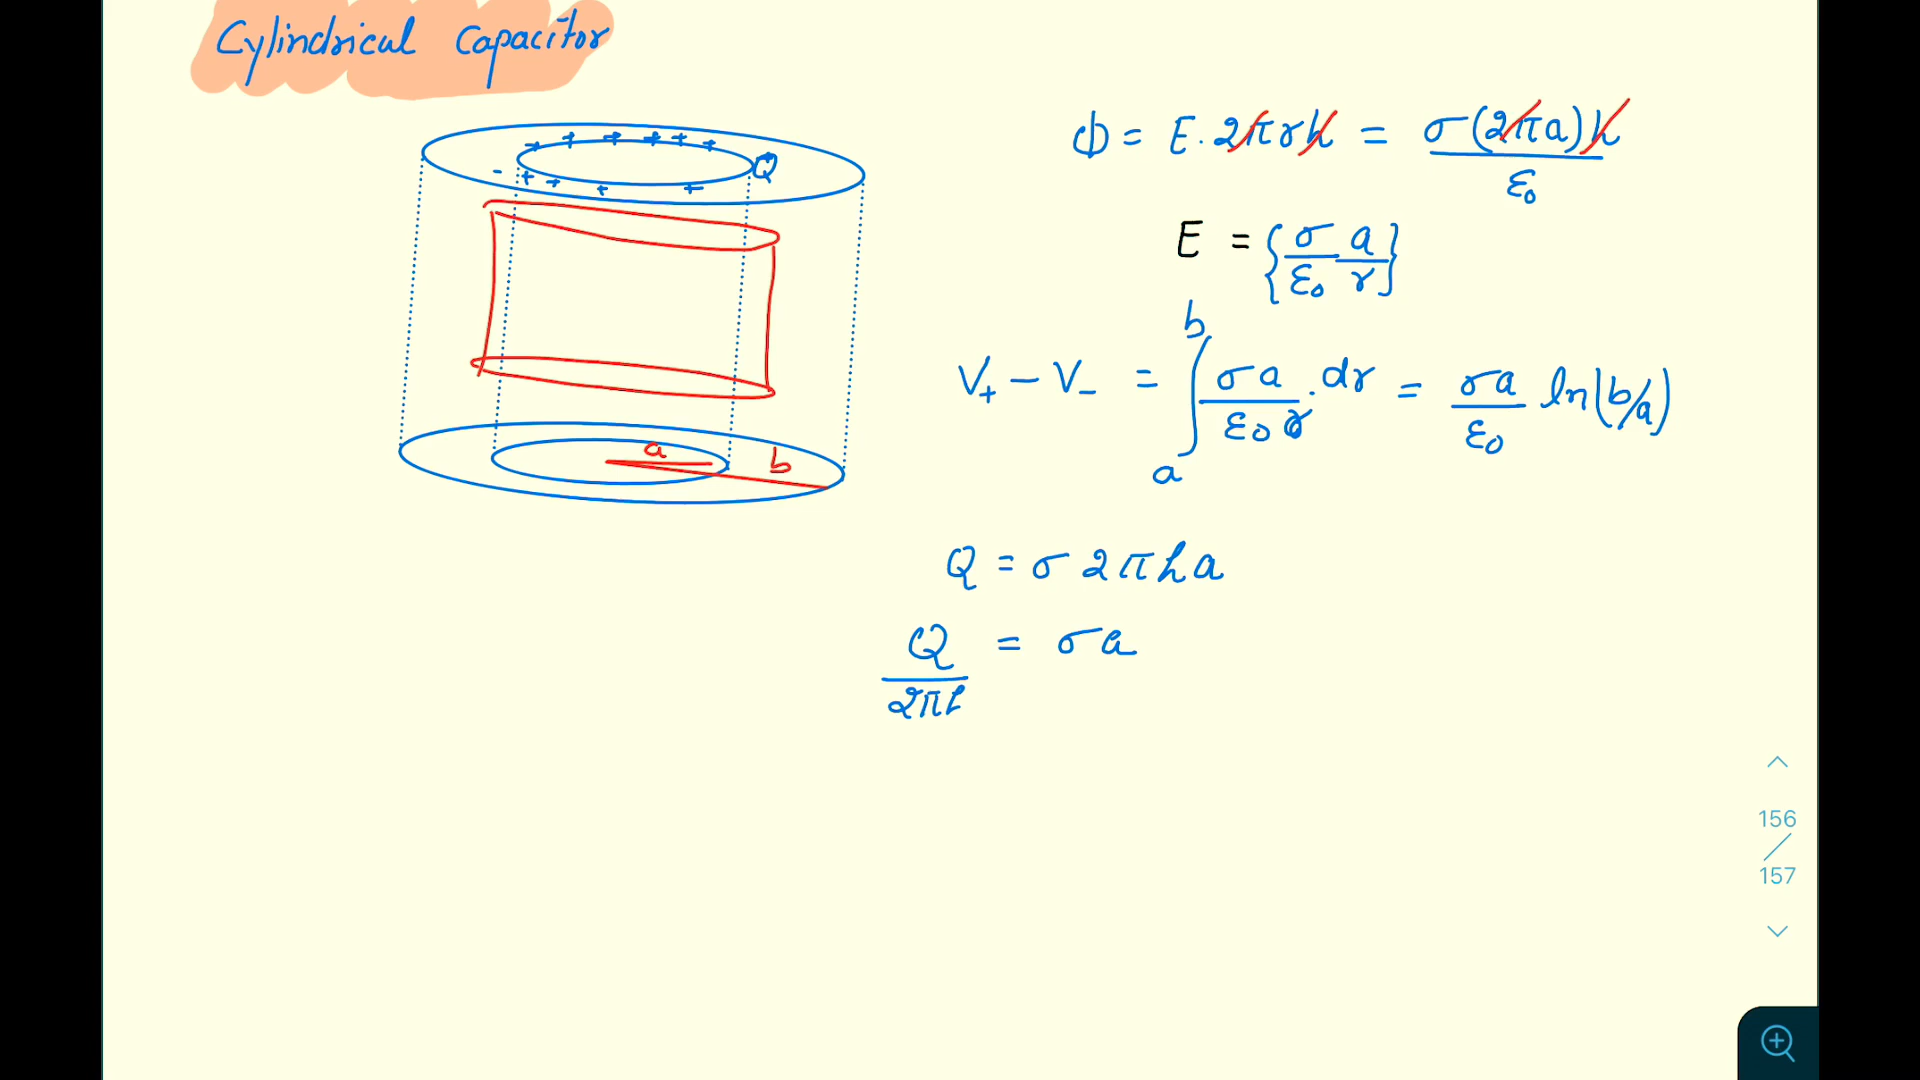 Cylindrical Capacitor
+ + + + + +
- + + + + Q
a b
Φ = E · 2πrh = σ(2πa)h / ε₀
E = { σ/ε₀ a/r }
V₊ − V₋ = ∫ₐᵇ σa/ε₀r · dr = σa/ε₀ ln(b/a)
Q = σ 2πha
Q/2πh = σa
156
/
157